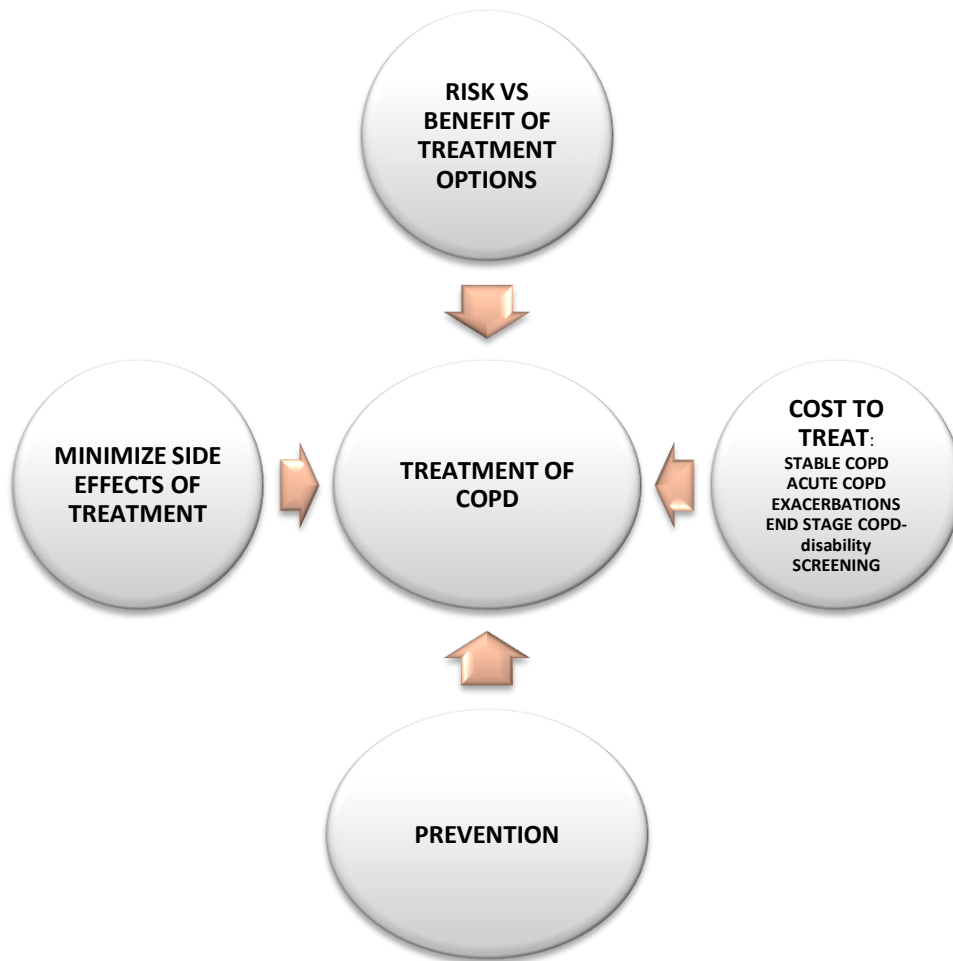 RISK VS
BENEFIT OF
TREATMENT
OPTIONS
MINIMIZE SIDE
EFFECTS OF
TREATMENT
TREATMENT OF
COPD
COST TO
TREAT:
STABLE COPD
ACUTE COPD
EXACERBATIONS
END STAGE COPD-
disability
SCREENING
PREVENTION